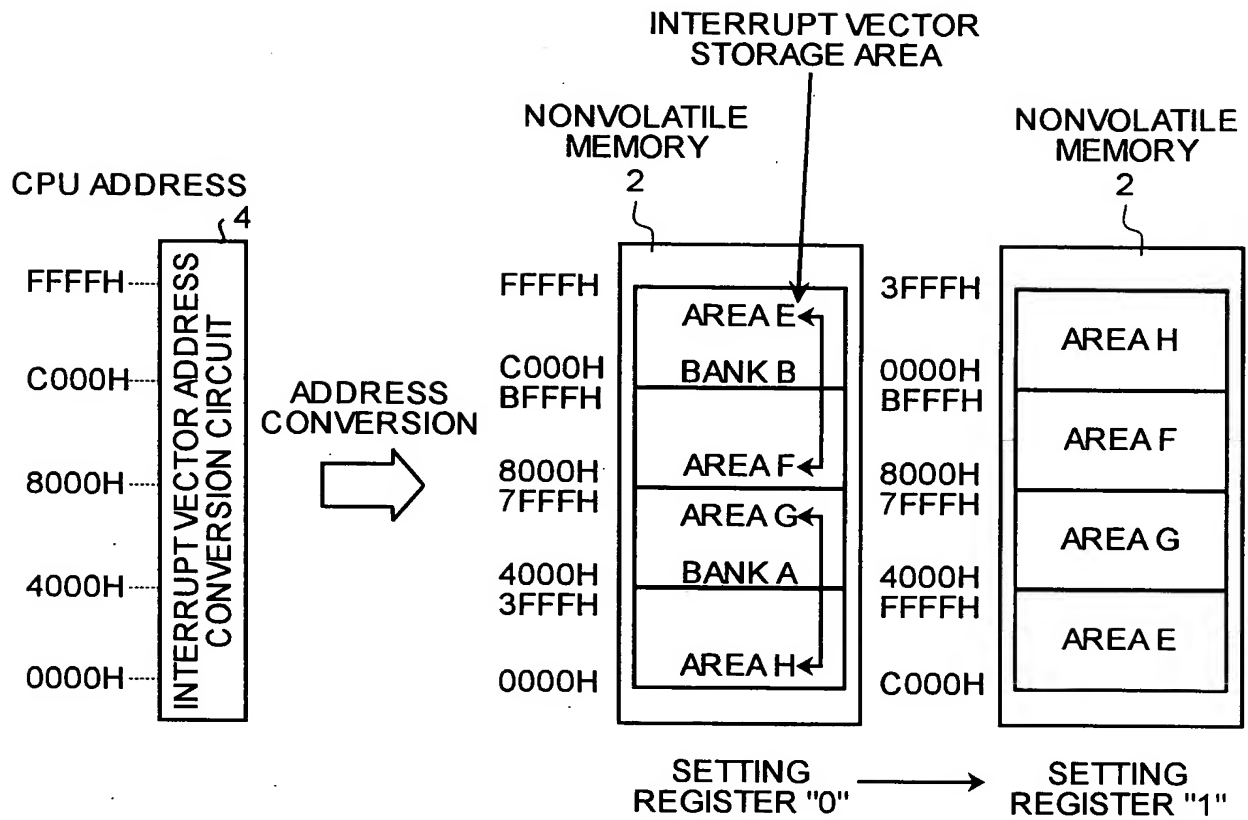 INTERRUPT VECTOR
STORAGE AREA
NONVOLATILE
MEMORY
2
NONVOLATILE
MEMORY
2
CPU ADDRESS
4
INTERRUPT VECTOR ADDRESS
CONVERSION CIRCUIT
FFFFH
C000H
8000H
4000H
0000H
ADDRESS
CONVERSION
FFFFH
C000H
BFFFH
8000H
7FFFH
4000H
3FFFH
0000H
AREA E
BANK B
AREA F
AREA G
BANK A
AREA H
3FFFH
0000H
BFFFH
8000H
7FFFH
4000H
FFFFH
C000H
AREA H
AREA F
AREA G
AREA E
SETTING
REGISTER "0"
SETTING
REGISTER "1"